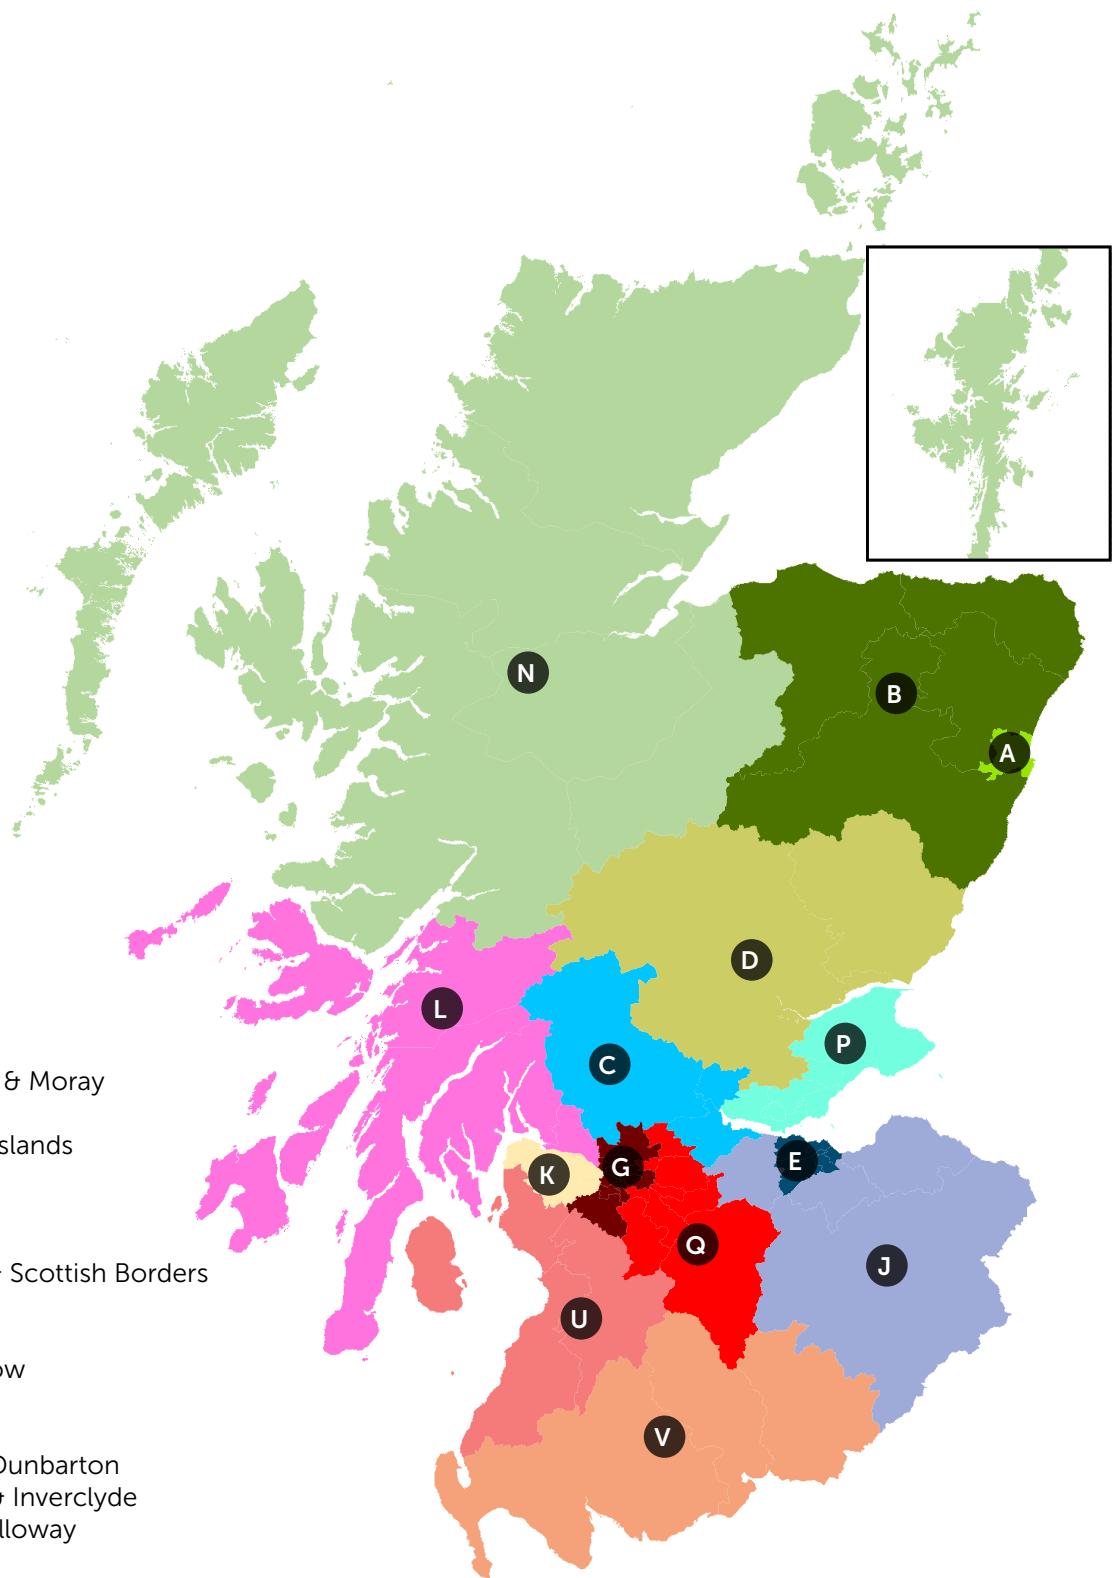 N
B
A
D
L
P
C
& Moray
slands
E
G
K
Q
J
Scottish Borders
U
ow
V
Dunbarton
& Inverclyde
lloway